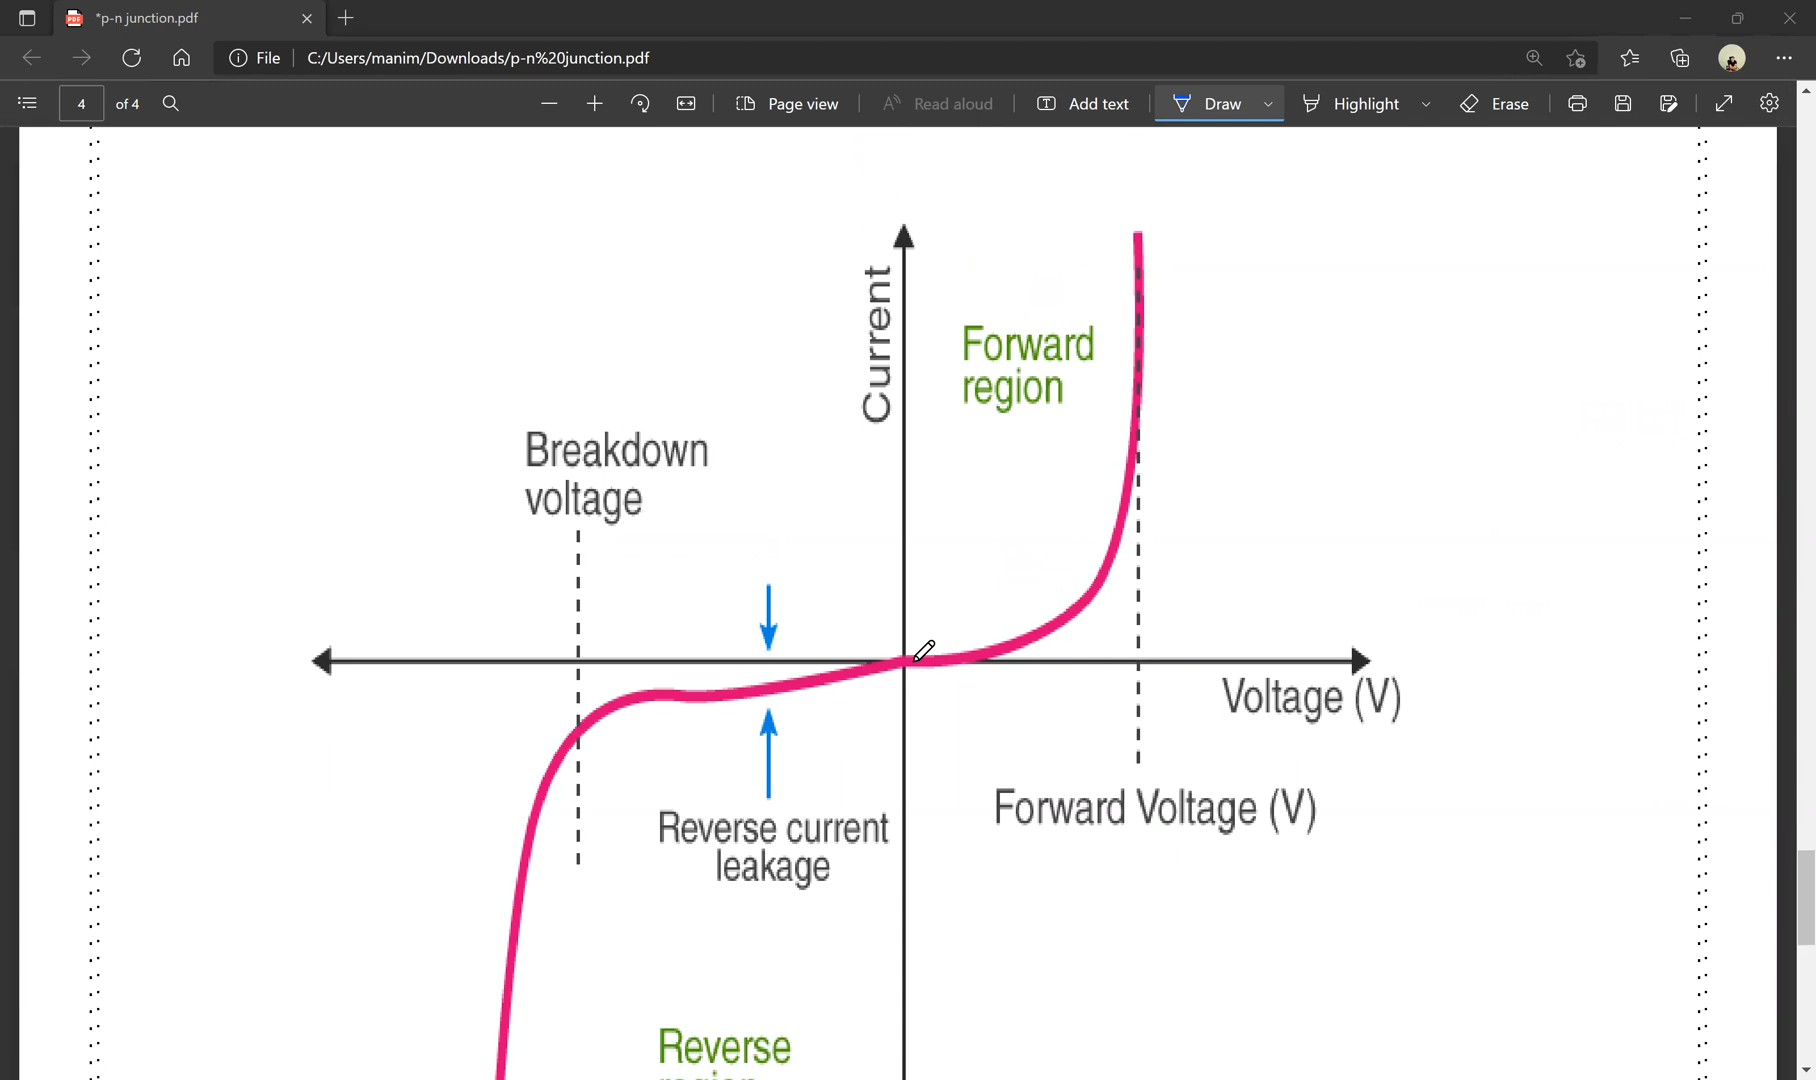 *p-n junction.pdf
File
C:/Users/manim/Downloads/p-n%20junction.pdf
4 of 4
Page view
Read aloud
Add text
Draw
Highlight
Erase
Current
Forward
region
Breakdown
voltage
Voltage (V)
Forward Voltage (V)
Reverse current
leakage
Reverse